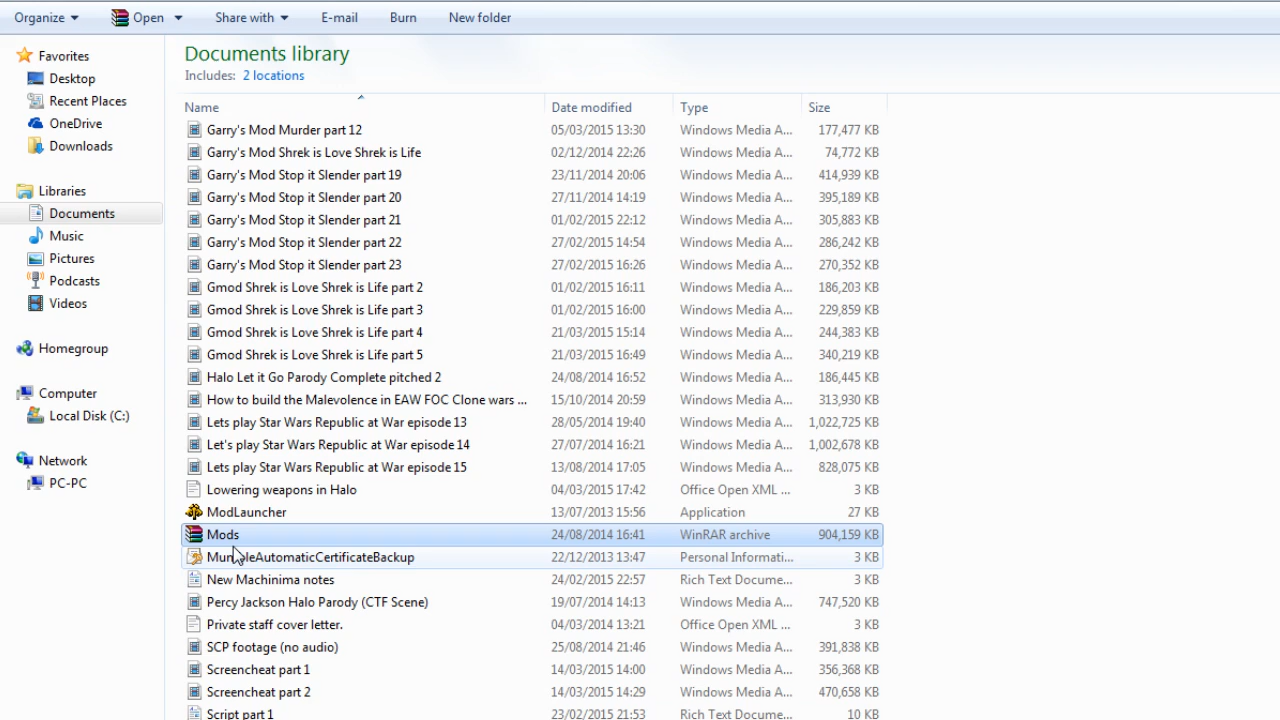 Organize Open Share with E-mail Burn New folder
Favorites
Desktop
Recent Places
OneDrive
Downloads
Libraries
Documents
Music
Pictures
Podcasts
Videos
Homegroup
Computer
Local Disk (C:)
Network
PC-PC
Documents library
Includes: 2 locations
Name Date modified Type Size
Garry's Mod Murder part 12 05/03/2015 13:30 Windows Media A... 177,477 KB
Garry's Mod Shrek is Love Shrek is Life 02/12/2014 22:26 Windows Media A... 74,772 KB
Garry's Mod Stop it Slender part 19 23/11/2014 20:06 Windows Media A... 414,939 KB
Garry's Mod Stop it Slender part 20 27/11/2014 14:19 Windows Media A... 395,189 KB
Garry's Mod Stop it Slender part 21 01/02/2015 22:12 Windows Media A... 305,883 KB
Garry's Mod Stop it Slender part 22 27/02/2015 14:54 Windows Media A... 286,242 KB
Garry's Mod Stop it Slender part 23 27/02/2015 16:26 Windows Media A... 270,352 KB
Gmod Shrek is Love Shrek is Life part 2 01/02/2015 16:11 Windows Media A... 186,203 KB
Gmod Shrek is Love Shrek is Life part 3 01/02/2015 16:00 Windows Media A... 229,859 KB
Gmod Shrek is Love Shrek is Life part 4 21/03/2015 15:14 Windows Media A... 244,383 KB
Gmod Shrek is Love Shrek is Life part 5 21/03/2015 16:49 Windows Media A... 340,219 KB
Halo Let it Go Parody Complete pitched 2 24/08/2014 16:52 Windows Media A... 186,445 KB
How to build the Malevolence in EAW FOC Clone wars ... 15/10/2014 20:59 Windows Media A... 313,930 KB
Lets play Star Wars Republic at War episode 13 28/05/2014 19:40 Windows Media A... 1,022,725 KB
Let's play Star Wars Republic at War episode 14 27/07/2014 16:21 Windows Media A... 1,002,678 KB
Lets play Star Wars Republic at War episode 15 13/08/2014 17:05 Windows Media A... 828,075 KB
Lowering weapons in Halo 04/03/2015 17:42 Office Open XML ... 3 KB
ModLauncher 13/07/2013 15:56 Application 27 KB
Mods 24/08/2014 16:41 WinRAR archive 904,159 KB
22/12/2013 13:47 Personal Informati... 3 KB
New Machinima notes 24/02/2015 22:57 Rich Text Docume... 3 KB
Percy Jackson Halo Parody (CTF Scene) 19/07/2014 14:13 Windows Media A... 747,520 KB
Private staff cover letter. 04/03/2014 13:21 Office Open XML ... 3 KB
SCP footage (no audio) 25/08/2014 21:46 Windows Media A... 391,838 KB
Screencheat part 1 14/03/2015 14:00 Windows Media A... 356,368 KB
Screencheat part 2 14/03/2015 14:29 Windows Media A... 470,658 KB
Script part 1 23/02/2015 21:53 Rich Text Docume... 10 KB